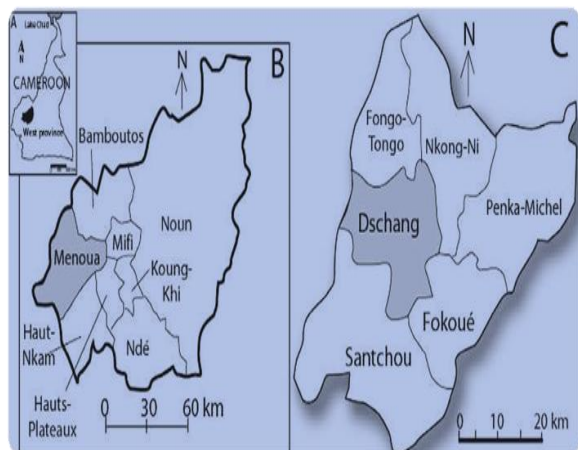 A
Lake Chad
N
CAMEROON
West province
B
N
Bamboutos
Noun
Mifi
Menoua
Koung-
Khi
Haut-
Nkam
Ndé
Hauts-
Plateaux
0 30 60 km
C
N
Fongo-
Tongo
Nkong-Ni
Penka-Michel
Dschang
Fokoué
Santchou
0 10 20 km